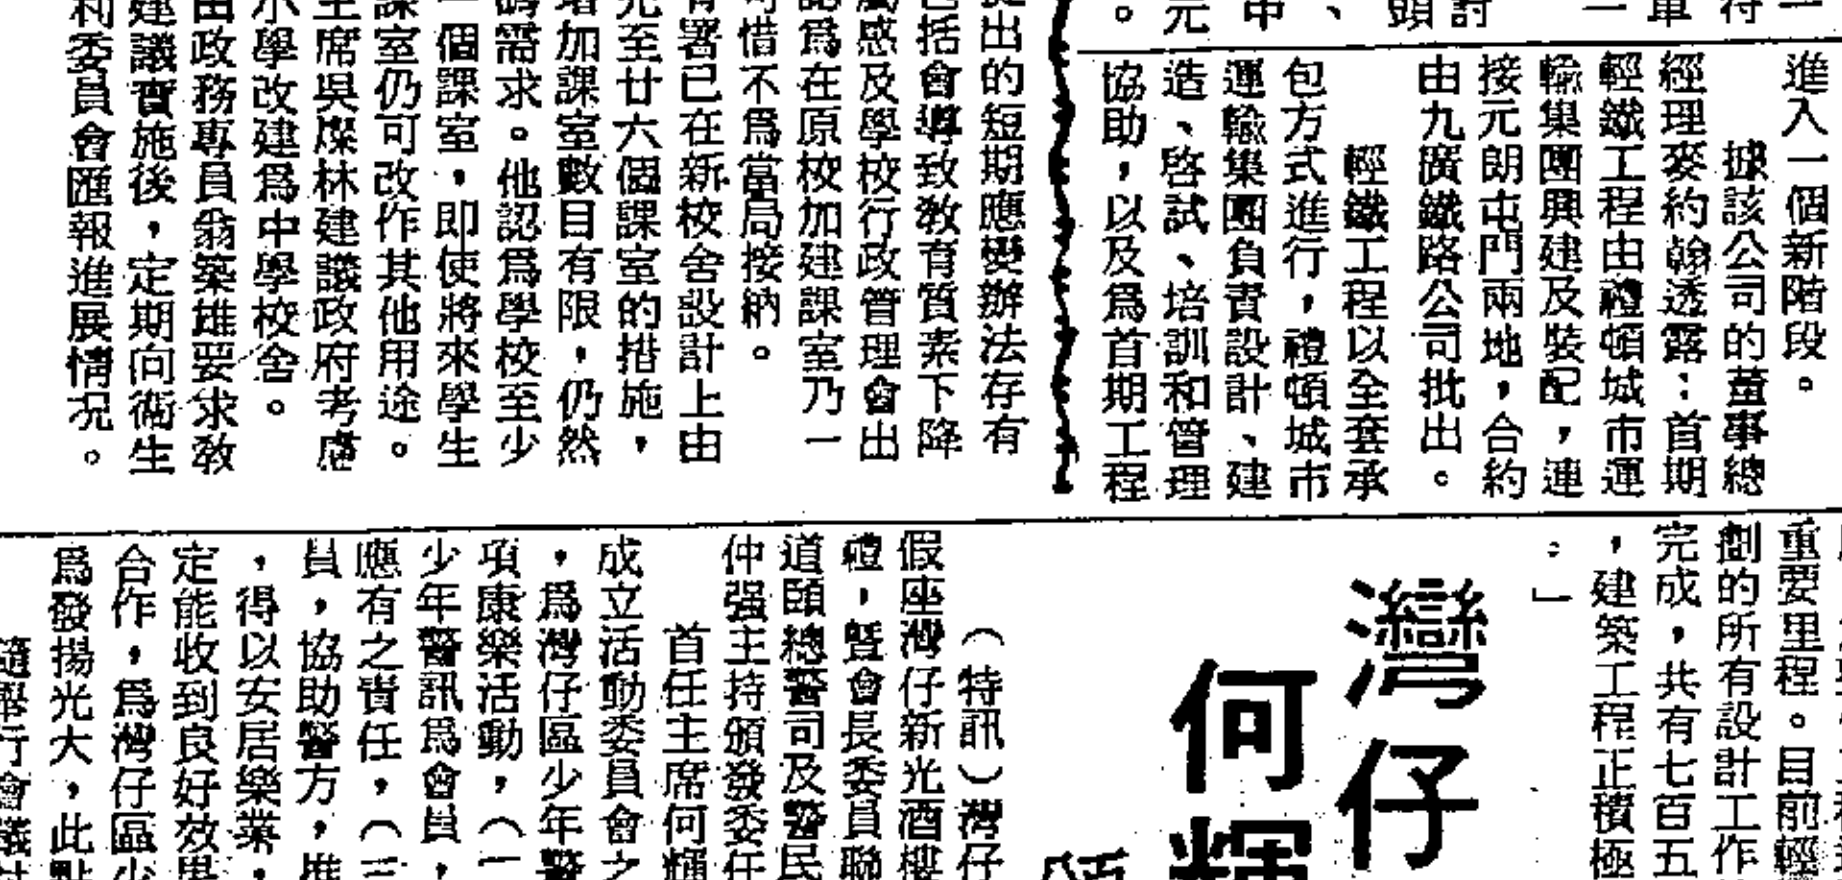 進入一個新階段。
據該公司的董事總
經理麥約翰透露：首期
輕鐵工程由禮頓城市運
輸集團興建及裝配，連
接元朗屯門兩地，合約
由九廣鐵路公司批出。
輕鐵工程以全套承
包方式進行，禮頓城市
運輸集團負責設計、建
造、啓試、培訓和管理
協助，以及爲首期工程
提出的短期應變辦法存有
包括會導致敎育質素下降
屬感及學校行政管理會出
認爲在原校加建課室乃一
可惜不爲當局接納。
有署已在新校舍設計上由
充至廿六個課室的措施，
增加課室數目有限，仍然
需求。他認爲學校至少
一個課室，即使將來學生
課室仍可改作其他用途。
主席吳燦林建議政府考慮
小學改建爲中學校舍。
由政務專員翁築雄要求敎
建議實施後，定期向衞生
利委員會匯報進展情况。
重要里程。目前輕
劃的所有設計工作
完成，共有七百五
，建築工程正積極
：」
灣仔
何輝
（特訊）灣仔
假座灣仔新光酒樓
禮，暨會長委員聯
道頤總警司及警民
仲强主持頒發委任
首任主席何輝
成立活動委員會之
，爲灣仔區少年警
項康樂活動，（一
少年警訊爲會員，
應有之責任，（三
員，協助警方，推
，得以安居樂業，
定能收到良好效果
合作，爲灣仔區少
爲發揚光大，此點
隨舉行會議